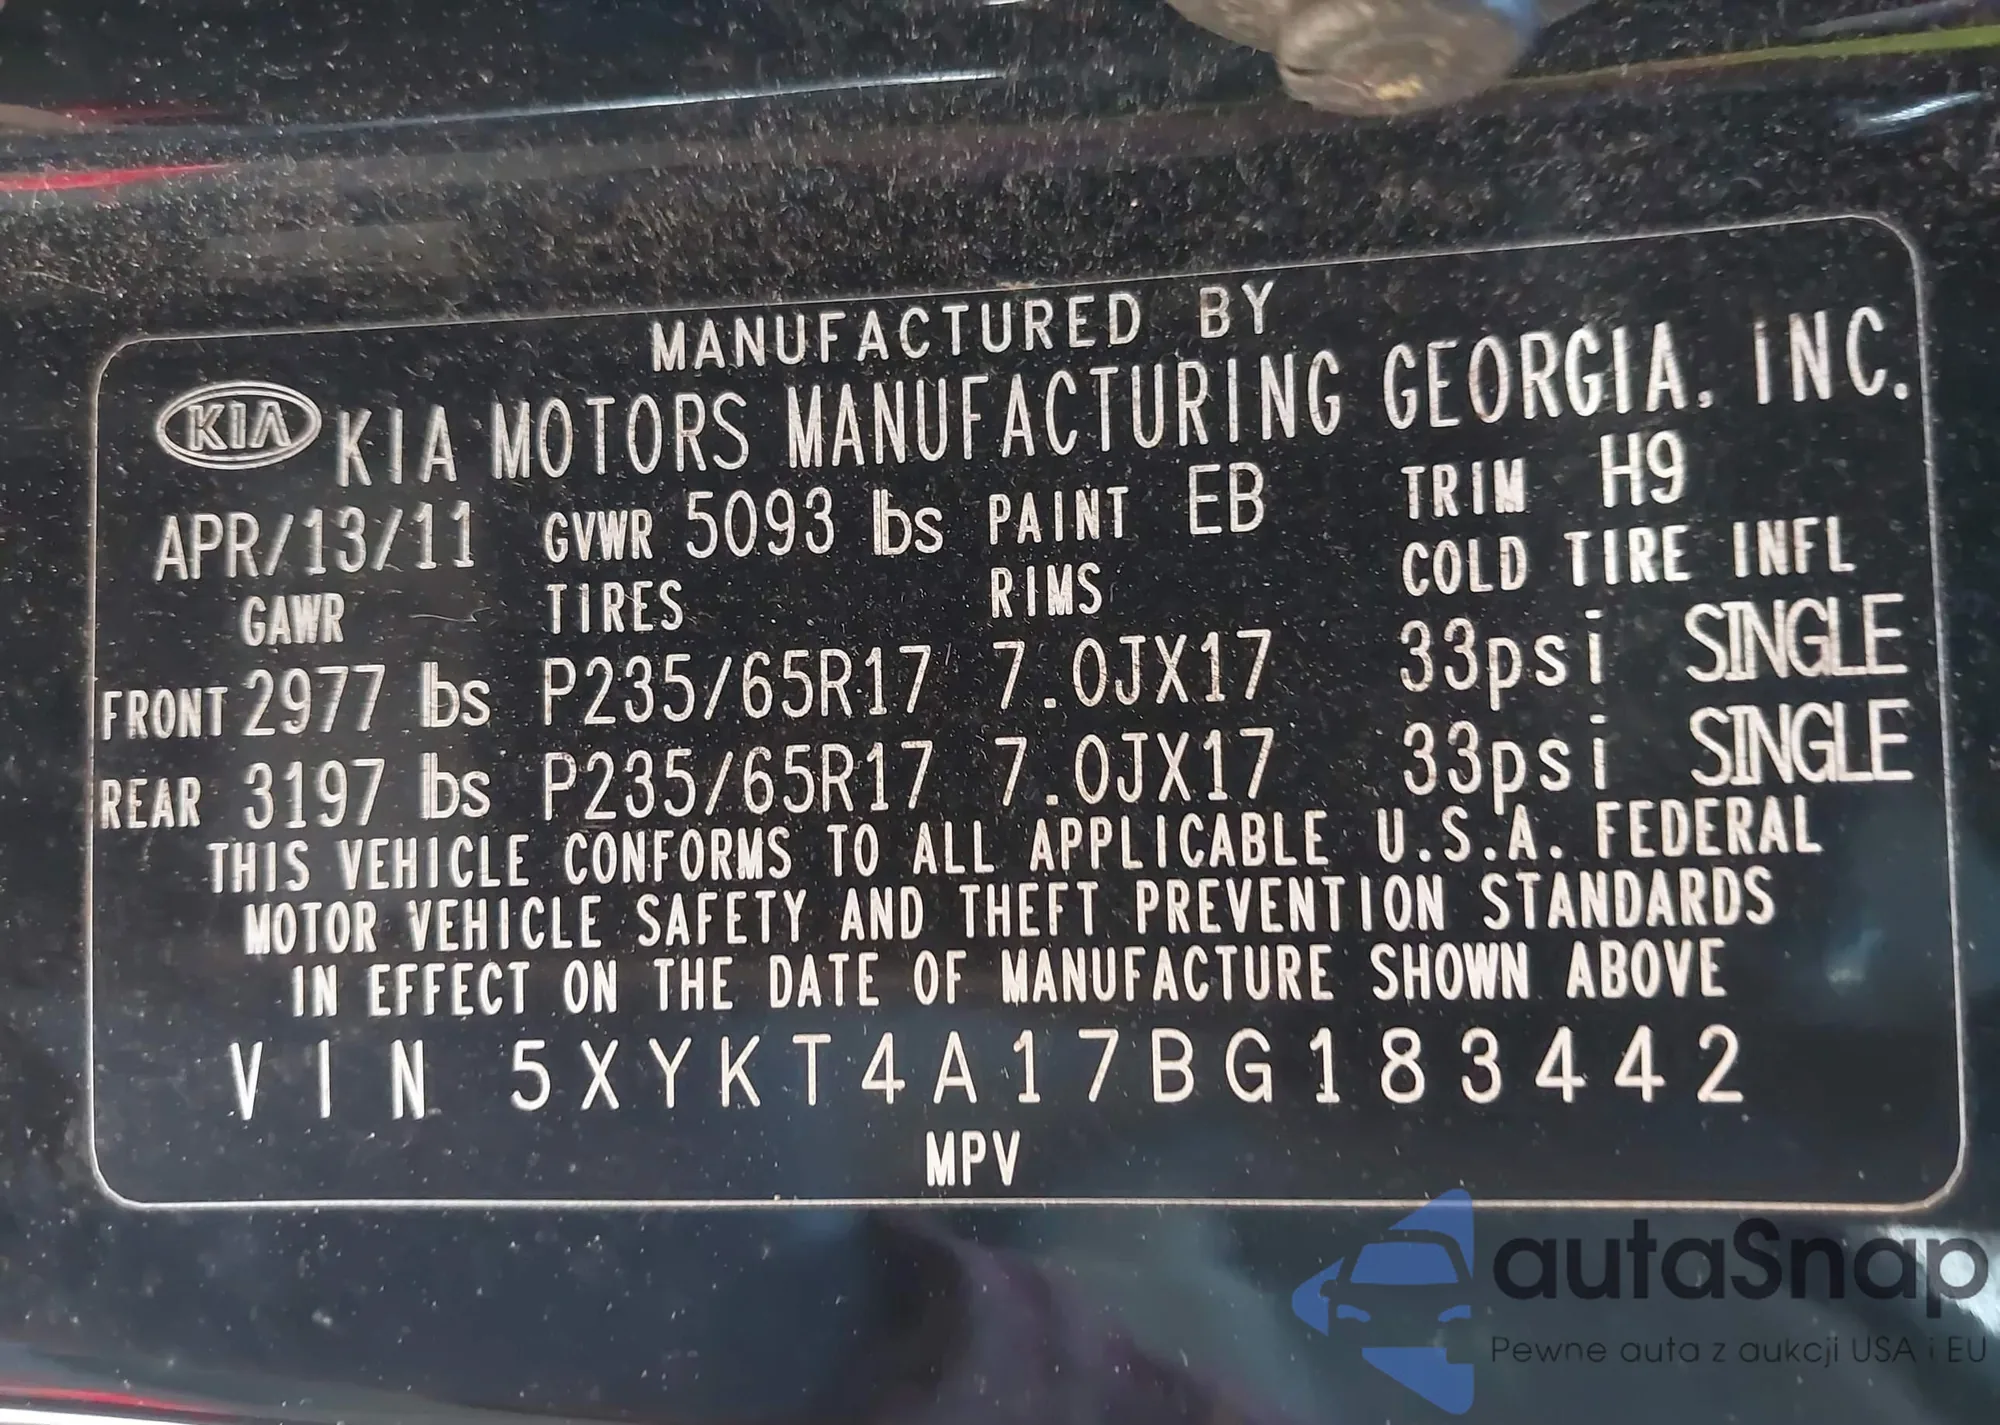 MANUFACTURED BY
KIA KIA MOTORS MANUFACTURING GEORGIA, INC.
APR/13/11 GVWR 5093 lbs PAINT EB TRIM H9
GAWR TIRES RIMS COLD TIRE INFL
FRONT 2977 lbs P235/65R17 7.0JX17 33psi SINGLE
REAR 3197 lbs P235/65R17 7.0JX17 33psi SINGLE
THIS VEHICLE CONFORMS TO ALL APPLICABLE U.S.A. FEDERAL
MOTOR VEHICLE SAFETY AND THEFT PREVENTION STANDARDS
IN EFFECT ON THE DATE OF MANUFACTURE SHOWN ABOVE
VIN 5XYKT4A17BG183442
MPV
autaSnap
Pewne auta z aukcji USA i EU